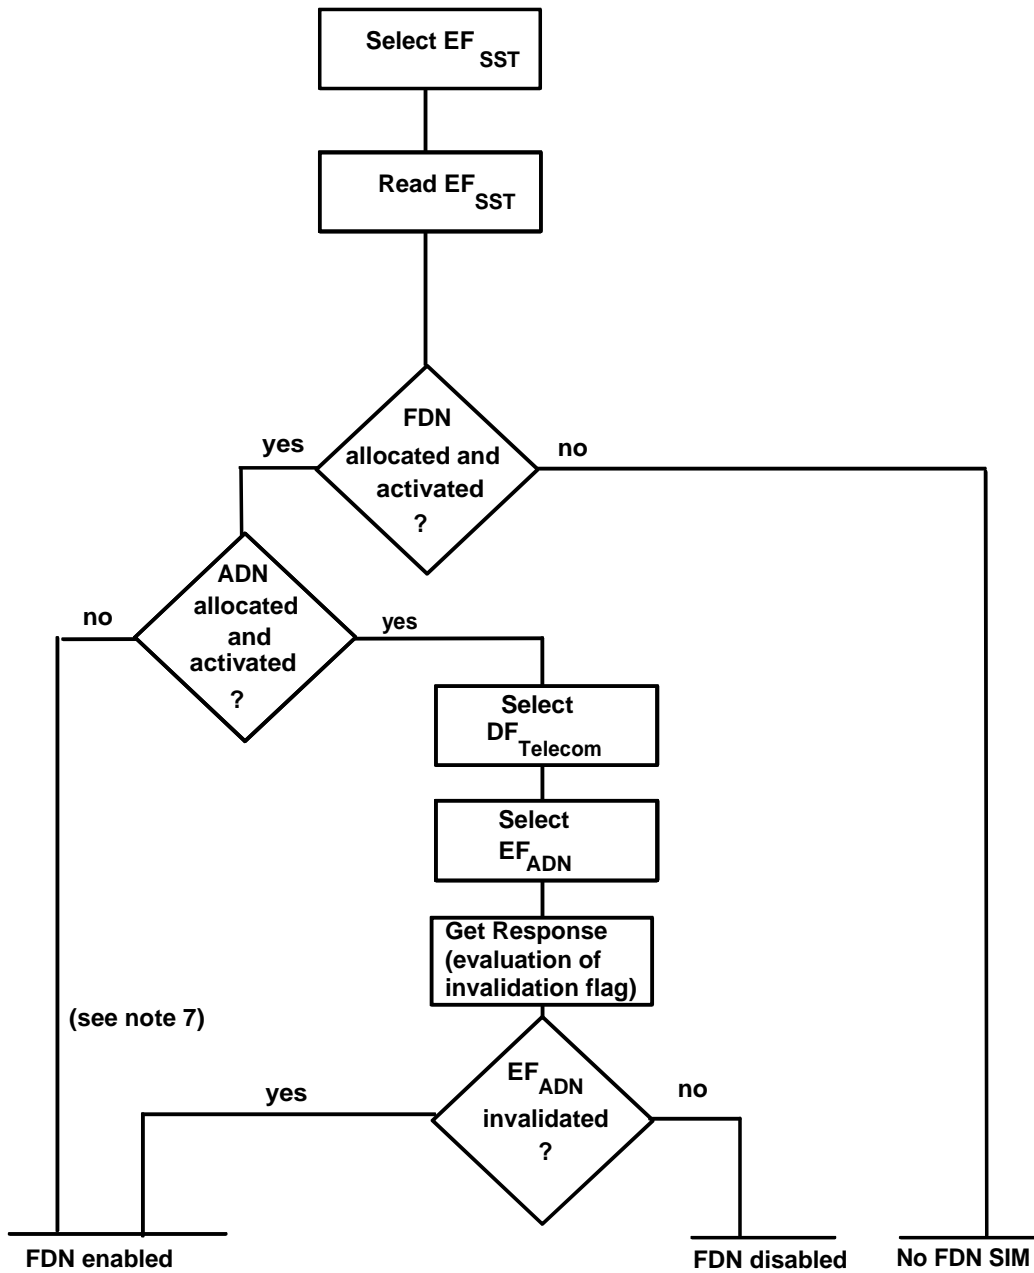 Select EF SST
Read EF SST
FDN
yes
no
allocated and
activated
?
ADN
no
allocated
yes
and
activated
?
Select
DF Telecom
Select
EF ADN
Get Response
(evaluation of
invalidation flag)
(see note 7)
EF ADN
yes
no
invalidated
?
FDN enabled
FDN disabled
No FDN SIM